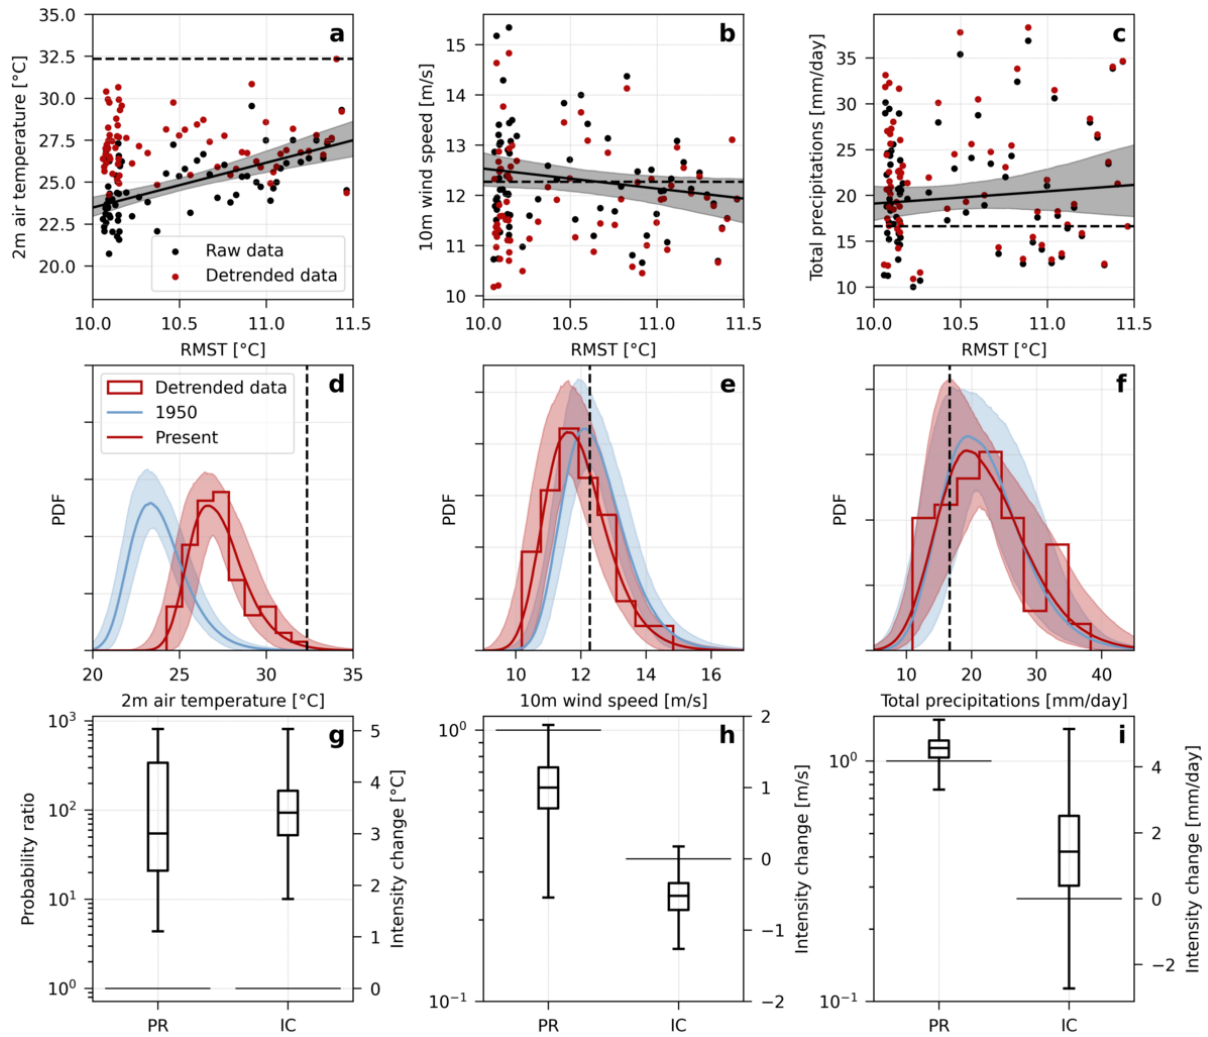 a
35.0
32.5
30.0
27.5
25.0
22.5
20.0
2m air temperature [°C]
Raw data
Detrended data
10.0 10.5 11.0 11.5
RMST [°C]
b
15
14
13
12
11
10
10m wind speed [m/s]
10.0 10.5 11.0 11.5
RMST [°C]
c
35
30
25
20
15
10
Total precipitations [mm/day]
10.0 10.5 11.0 11.5
RMST [°C]
d
Detrended data
1950
Present
PDF
20 25 30 35
2m air temperature [°C]
e
PDF
10 12 14 16
10m wind speed [m/s]
f
PDF
10 20 30 40
Total precipitations [mm/day]
g
10³
10²
10¹
10⁰
Probability ratio
5
4
3
2
1
0
Intensity change [°C]
PR IC
h
10⁰
10⁻¹
2
1
0
−1
−2
Intensity change [m/s]
PR IC
i
10⁰
10⁻¹
4
2
0
−2
Intensity change [mm/day]
PR IC